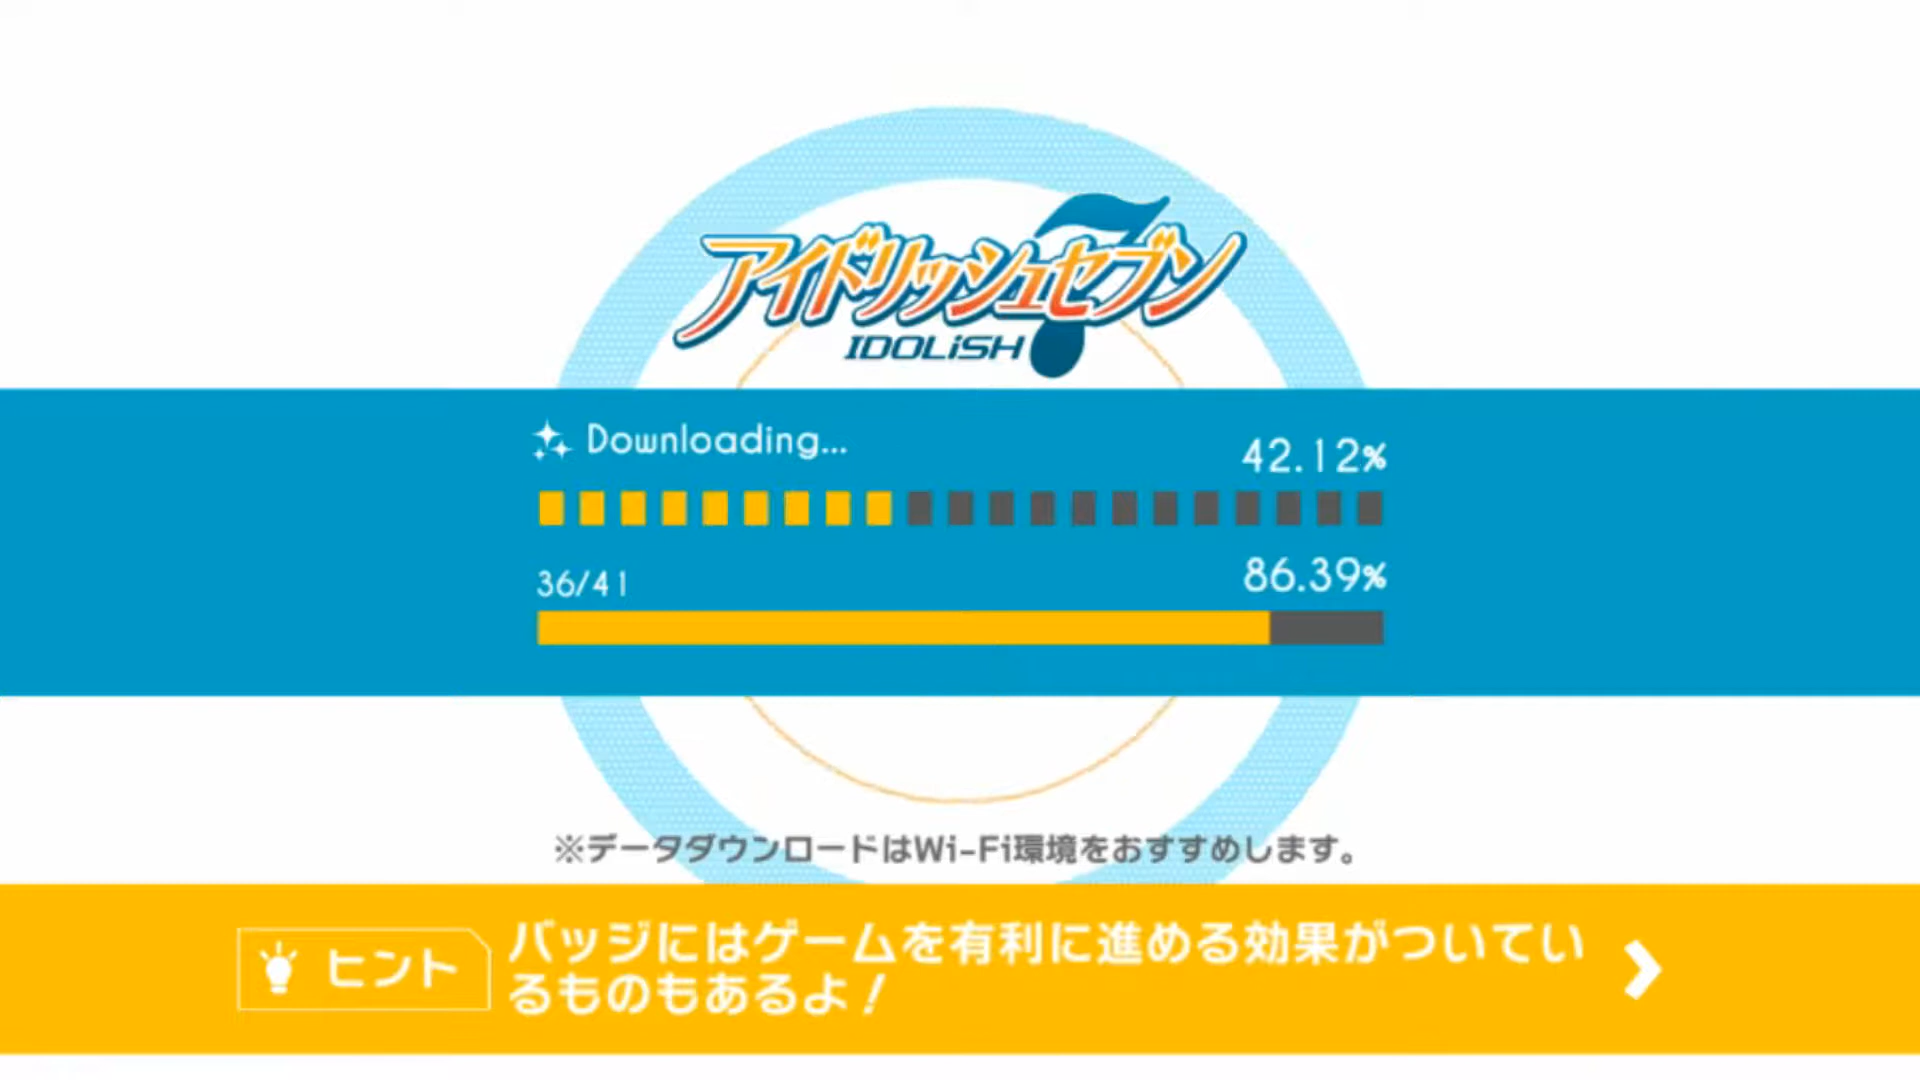 アイドリッシュセブン
IDOLiSH7
Downloading...
42.12%
36/41
86.39%
※データダウンロードはWi-Fi環境をおすすめします。
ヒント
バッジにはゲームを有利に進める効果がついてい
るものもあるよ！